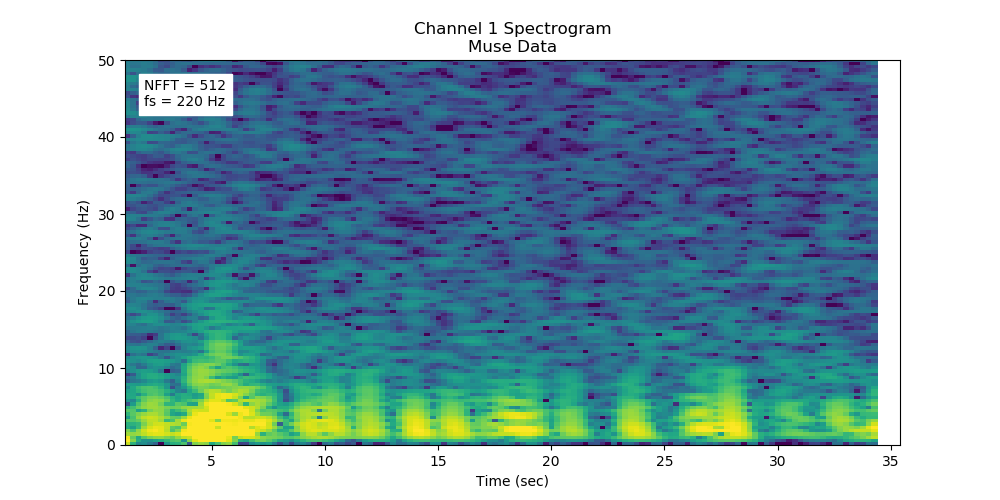 Channel 1 Spectrogram
Muse Data
NFFT = 512
fs = 220 Hz
50
40
30
20
10
0
Frequency (Hz)
5
10
15
20
25
30
35
Time (sec)